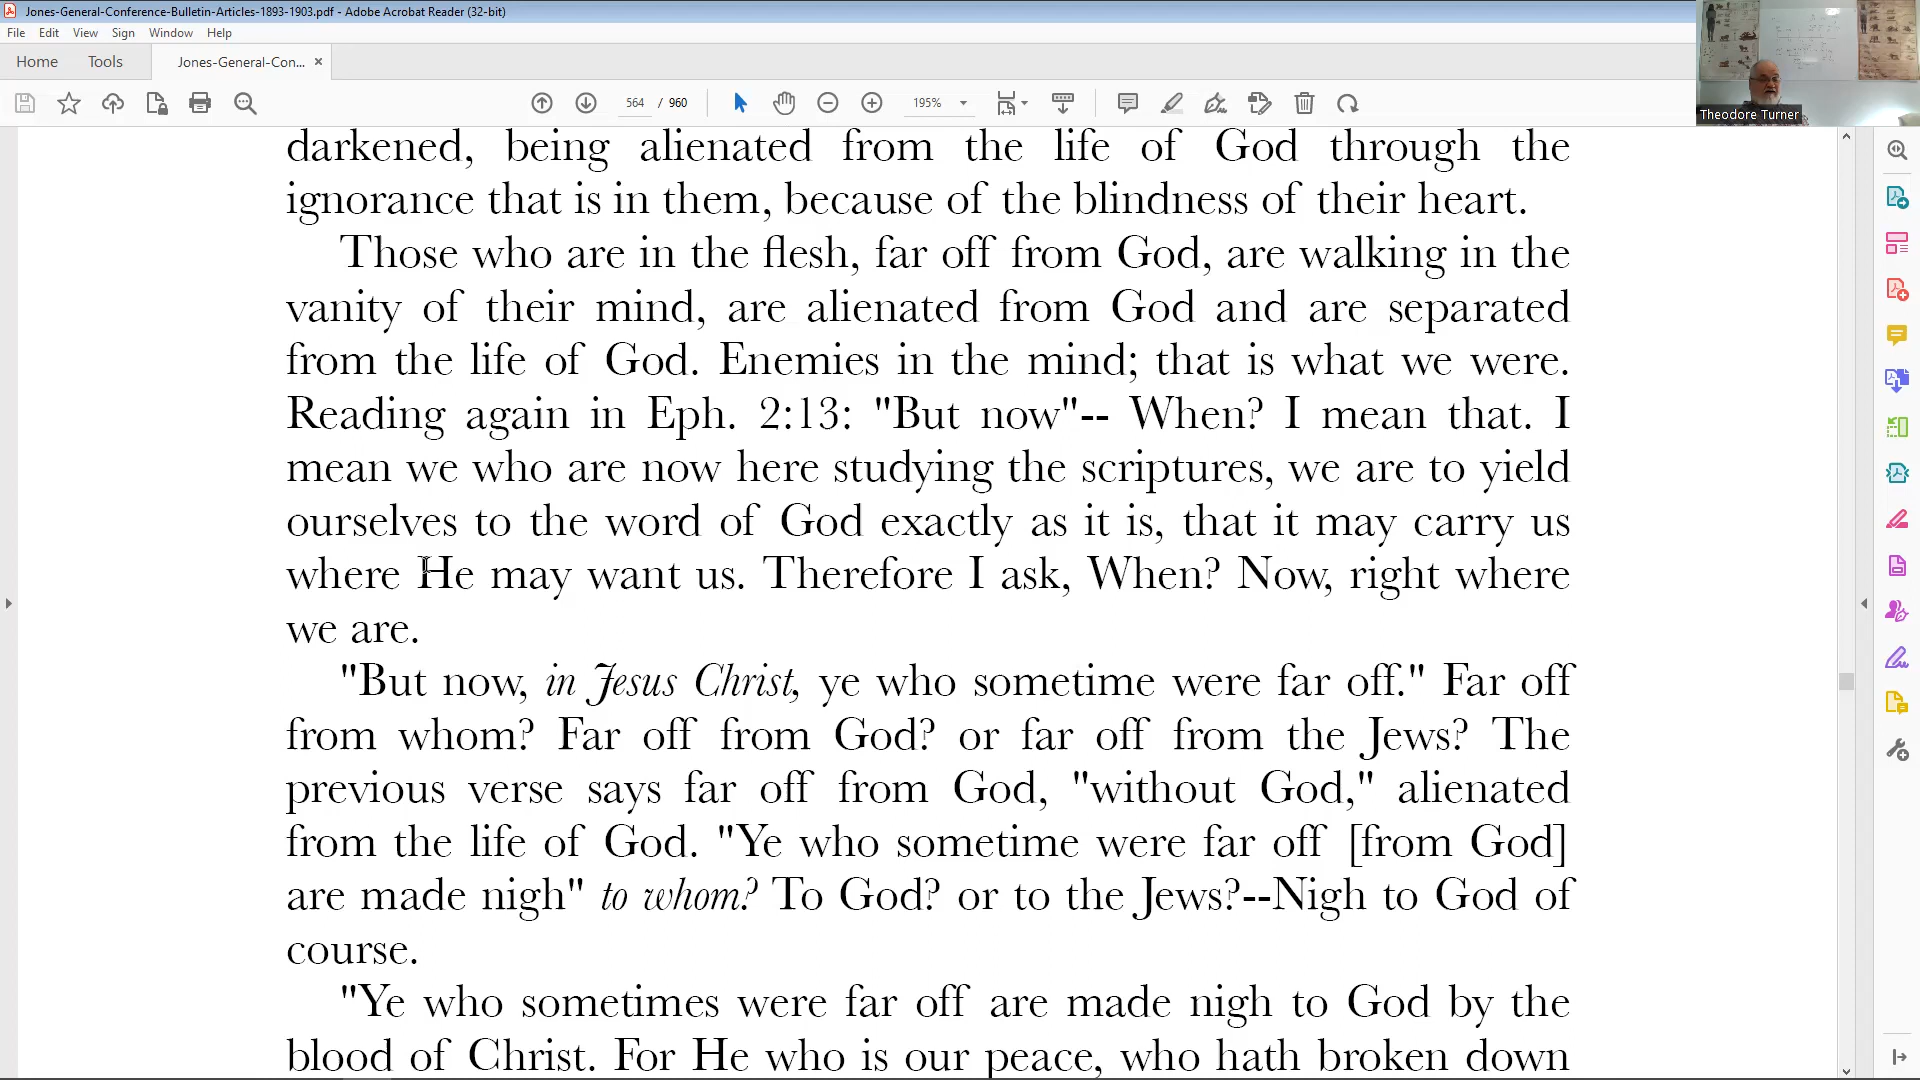 Jones-General-Conference-Bulletin-Articles-1893-1903.pdf - Adobe Acrobat Reader (32-bit)
File Edit View Sign Window Help
Home Tools Jones-General-Con... ×
564 / 960 195%
Theodore Turner
darkened, being alienated from the life of God through the
ignorance that is in them, because of the blindness of their heart.
Those who are in the flesh, far off from God, are walking in the
vanity of their mind, are alienated from God and are separated
from the life of God. Enemies in the mind; that is what we were.
Reading again in Eph. 2:13: "But now"-- When? I mean that. I
mean we who are now here studying the scriptures, we are to yield
ourselves to the word of God exactly as it is, that it may carry us
where He may want us. Therefore I ask, When? Now, right where
we are.
"But now, in Jesus Christ, ye who sometime were far off." Far off
from whom? Far off from God? or far off from the Jews? The
previous verse says far off from God, "without God," alienated
from the life of God. "Ye who sometime were far off [from God]
are made nigh" to whom? To God? or to the Jews?--Nigh to God of
course.
"Ye who sometimes were far off are made nigh to God by the
blood of Christ. For He who is our peace, who hath broken down